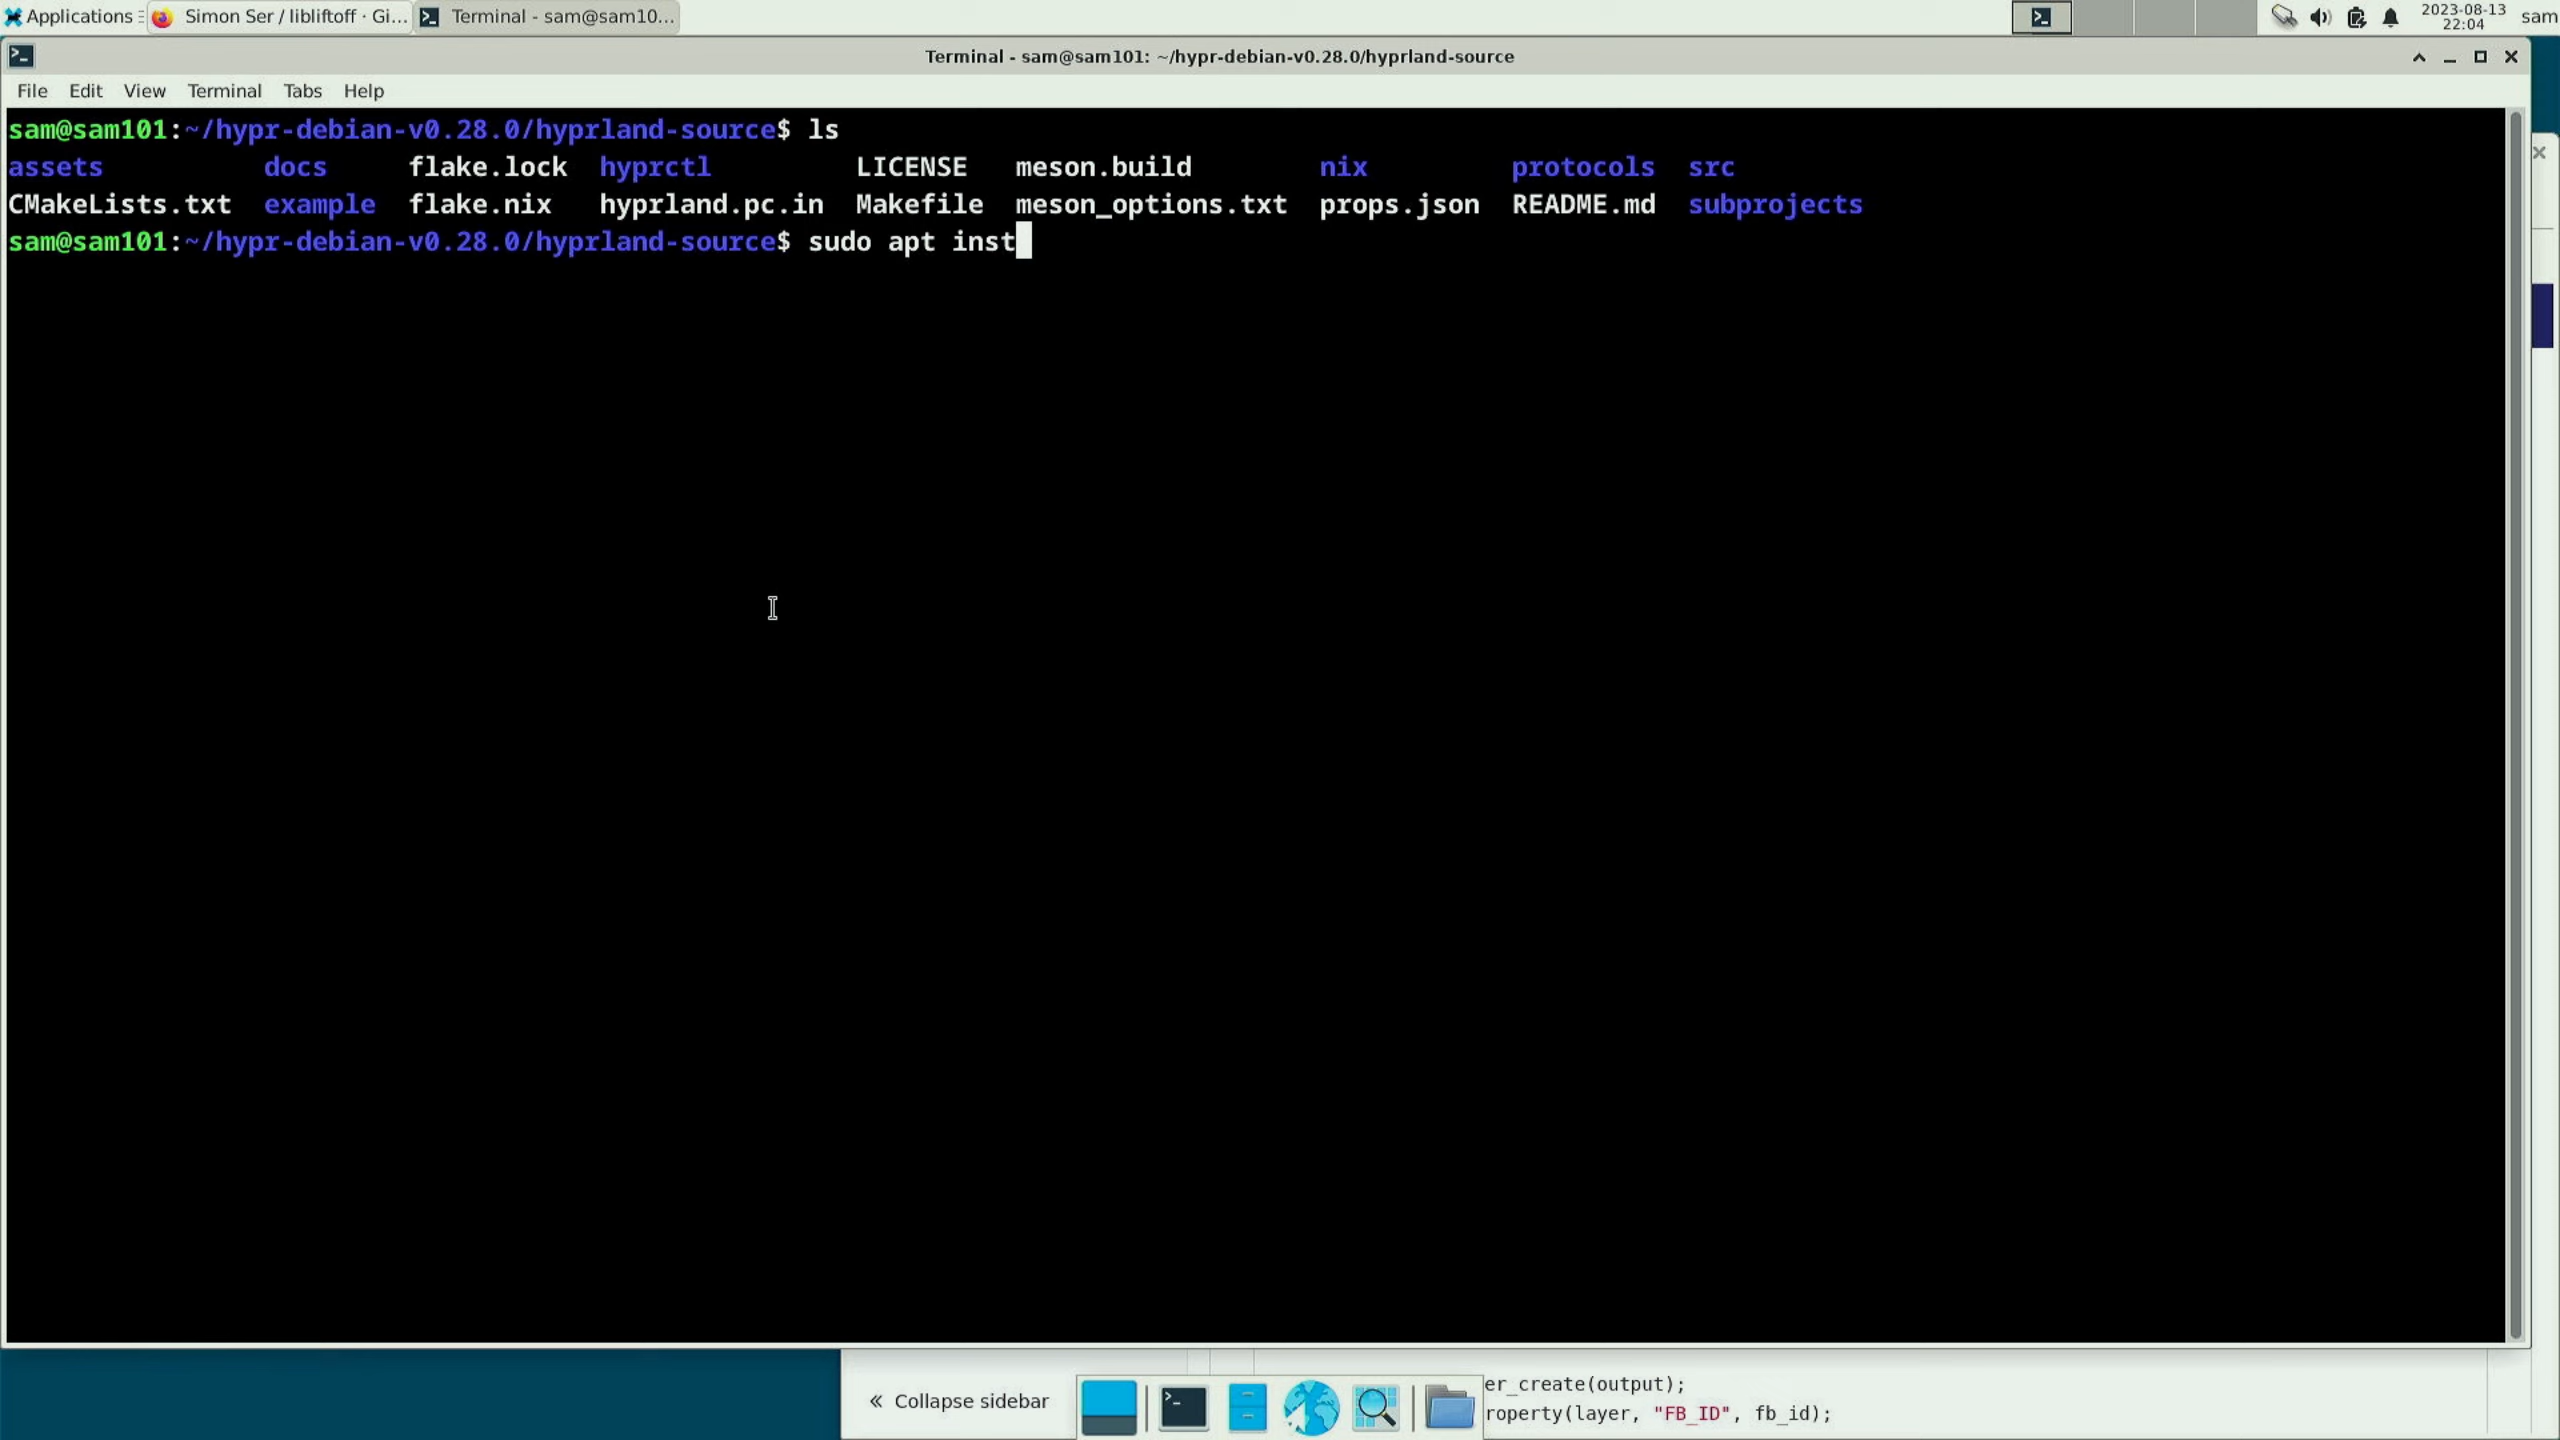 Applications Simon Ser / libliftoff · Gi... Terminal - sam@sam10... 2023-08-13 22:04 sam
Terminal - sam@sam101: ~/hypr-debian-v0.28.0/hyprland-source
File Edit View Terminal Tabs Help
sam@sam101:~/hypr-debian-v0.28.0/hyprland-source$ ls
assets docs flake.lock hyprctl LICENSE meson.build nix protocols src
CMakeLists.txt example flake.nix hyprland.pc.in Makefile meson_options.txt props.json README.md subprojects
sam@sam101:~/hypr-debian-v0.28.0/hyprland-source$ sudo apt inst
er_create(output);
« Collapse sidebar
roperty(layer, "FB_ID", fb_id);